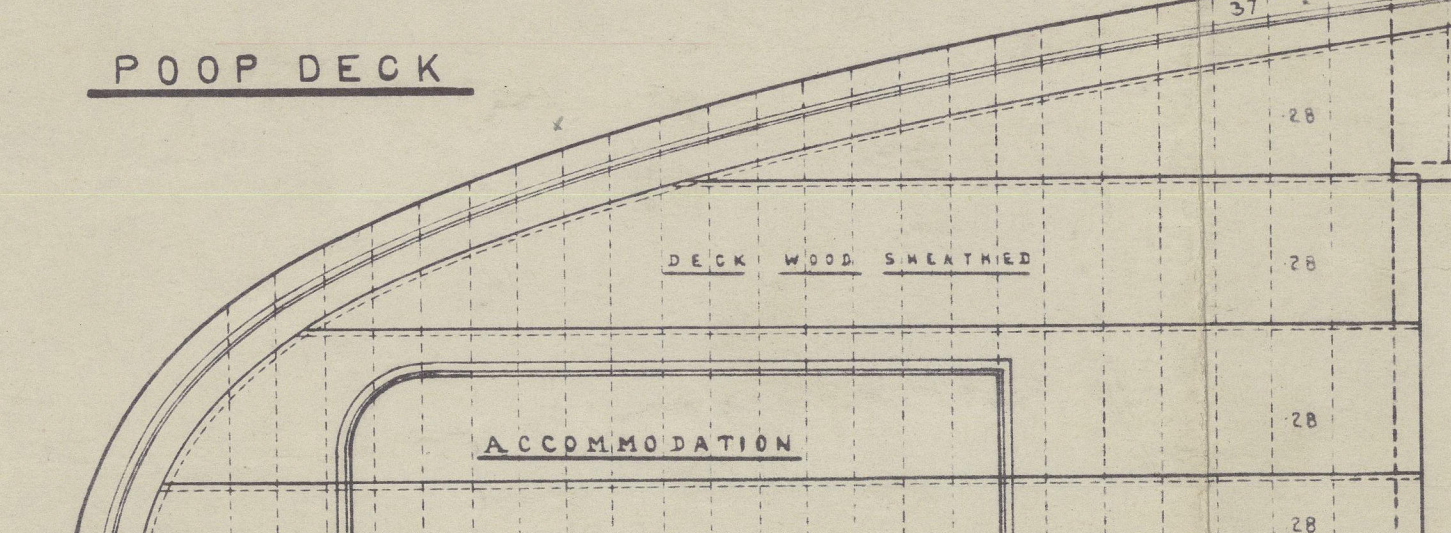 37
POOP DECK
·28
DECK WOOD SHEATHED
·28
·28
ACCOMMODATION
28